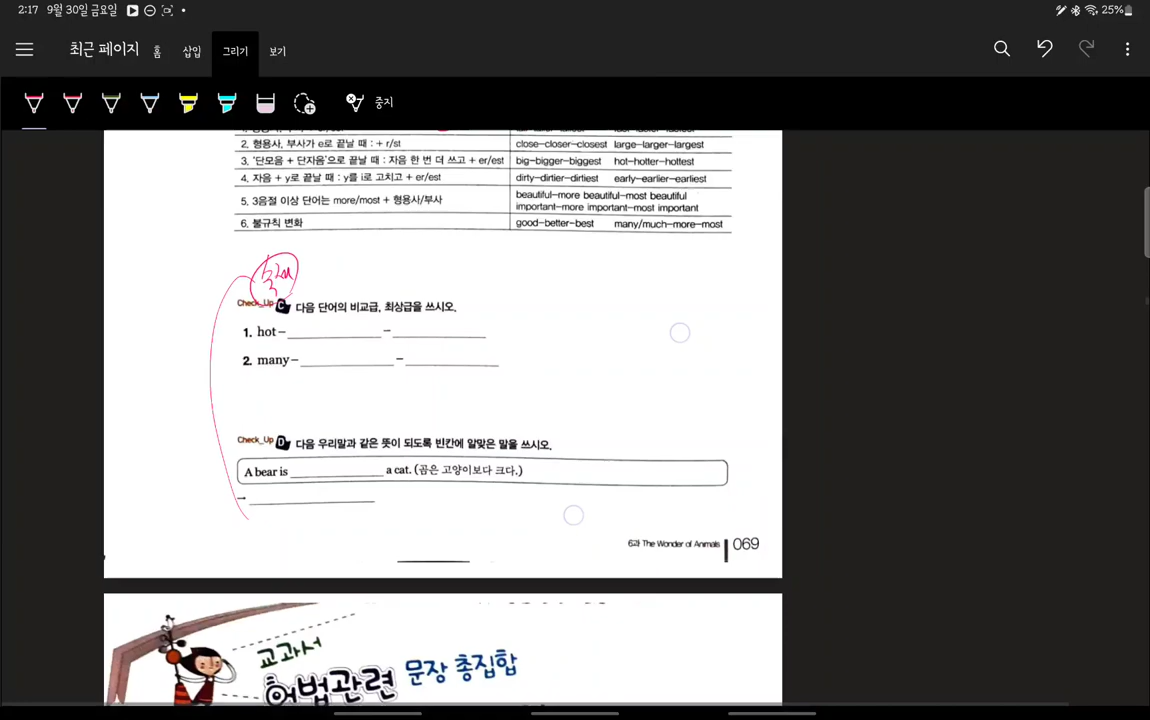 2:17 9월 30일 금요일
25%
최근 페이지 홈 삽입 그리기 보기
중지
2. 형용사, 부사가 e로 끝날 때 : + r/st close–closer–closest large–larger–largest
3. '단모음 + 단자음'으로 끝날 때 : 자음 한 번 더 쓰고 + er/est big–bigger–biggest hot–hotter–hottest
4. 자음 + y로 끝날 때 : y를 i로 고치고 + er/est dirty–dirtier–dirtiest early–earlier–earliest
5. 3음절 이상 단어는 more/most + 형용사/부사 beautiful–more beautiful–most beautiful
important–more important–most important
6. 불규칙 변화 good–better–best many/much–more–most
Check_Up C 다음 단어의 비교급, 최상급을 쓰시오.
1. hot – –
2. many – –
Check_Up D 다음 우리말과 같은 뜻이 되도록 빈칸에 알맞은 말을 쓰시오.
A bear is a cat. (곰은 고양이보다 크다.)
→
6과 The Wonder of Animals 069
교과서
어법관련 문장 총집합